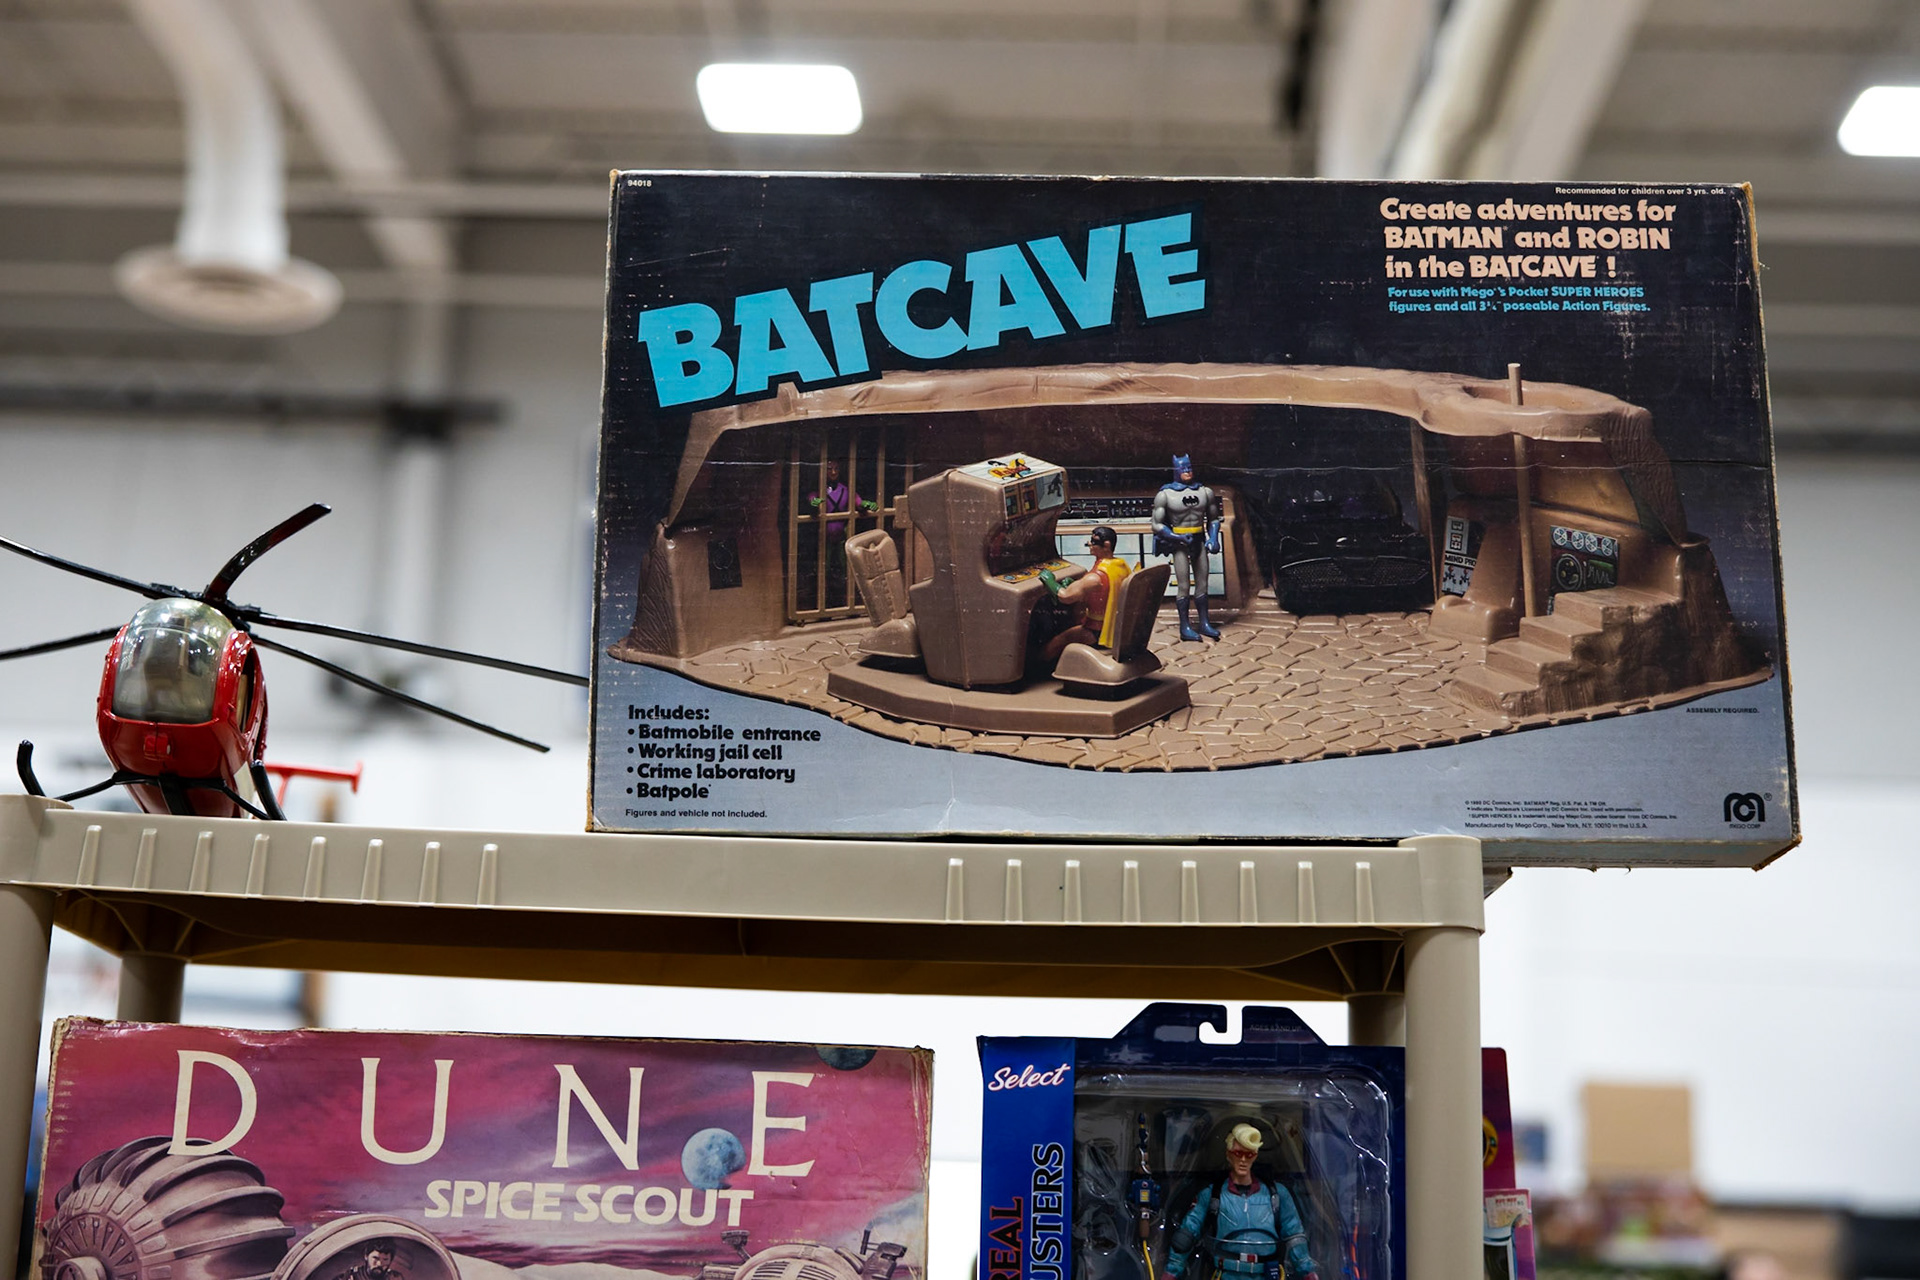 94018
Recommended for children over 3 yrs. old.
BATCAVE
Create adventures for
BATMAN and ROBIN
in the BATCAVE !
For use with Mego's Pocket SUPER HEROES
figures and all 3¾" poseable Action Figures.
ASSEMBLY REQUIRED.
Includes:
• Batmobile entrance
• Working jail cell
• Crime laboratory
• Batpole
Figures and vehicle not included.
Manufactured by Mego Corp., New York, N.Y. 10010 in the U.S.A.
MEGO CORP
DUNE
SPICE SCOUT
Select
REAL